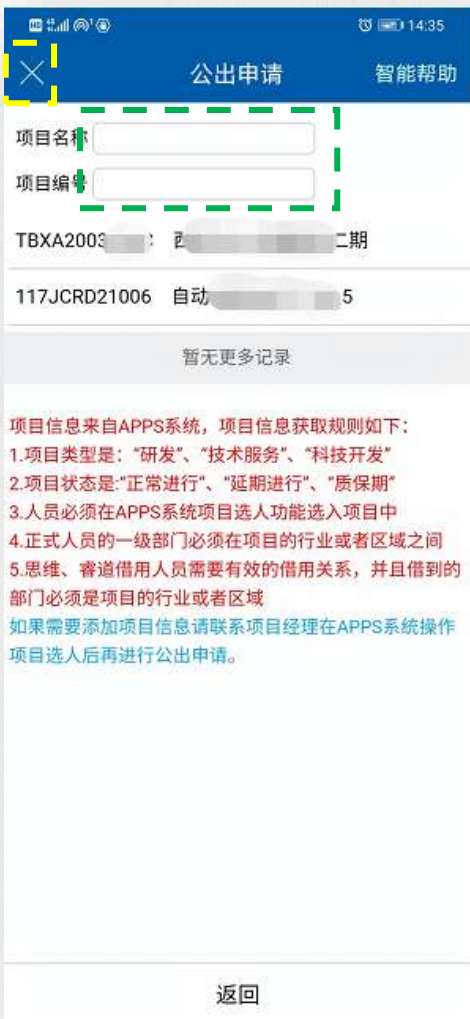 HD 14:35
公出申请 智能帮助
项目名称
项目编号
TBXA2003 西 二期
117JCRD21006 自动 5
暂无更多记录
项目信息来自APPS系统，项目信息获取规则如下：
1.项目类型是：“研发”、“技术服务”、“科技开发”
2.项目状态是:“正常进行”、“延期进行”、“质保期”
3.人员必须在APPS系统项目选人功能选入项目中
4.正式人员的一级部门必须在项目的行业或者区域之间
5.思维、睿道借用人员需要有效的借用关系，并且借到的
部门必须是项目的行业或者区域
如果需要添加项目信息请联系项目经理在APPS系统操作
项目选人后再进行公出申请。
返回